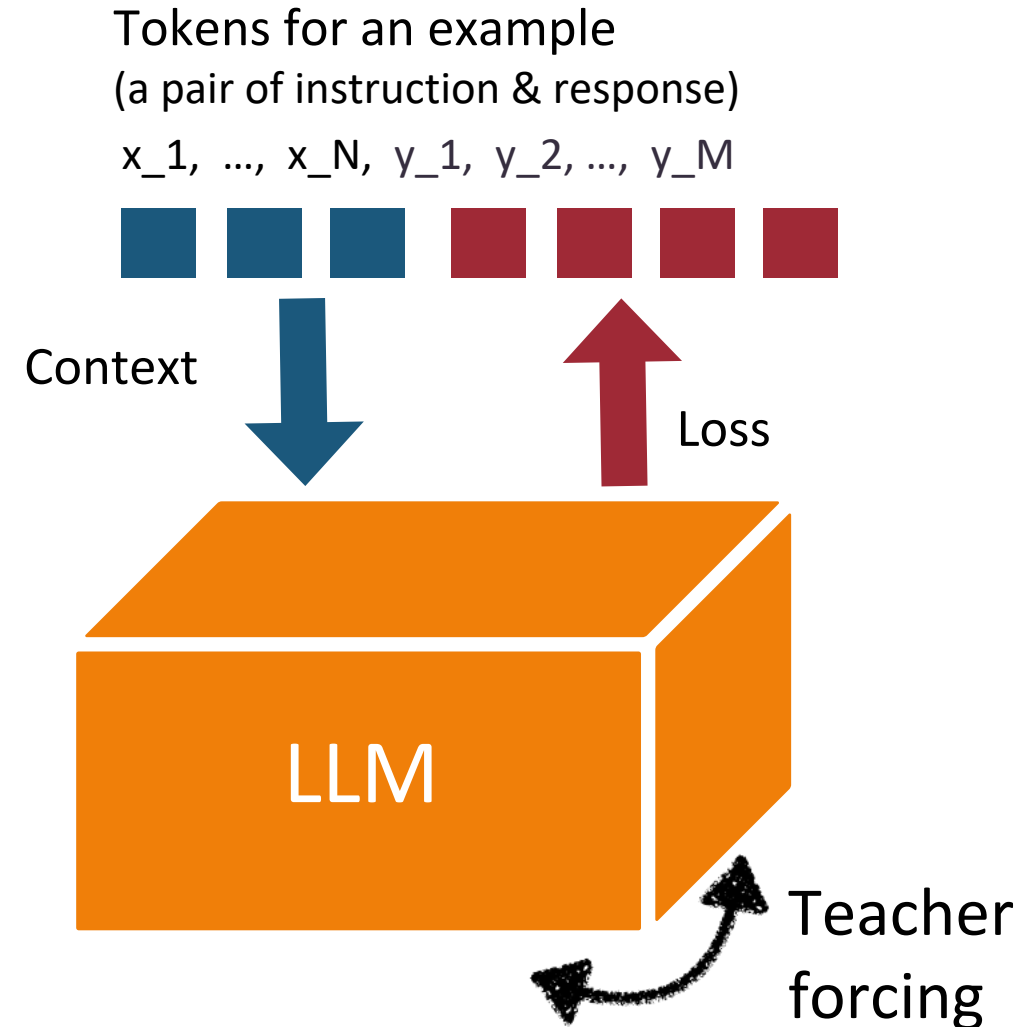 Tokens for an example
(a pair of instruction & response)
x_1, ..., x_N, y_1, y_2, ..., y_M
Context
Loss
LLM
Teacher
forcing